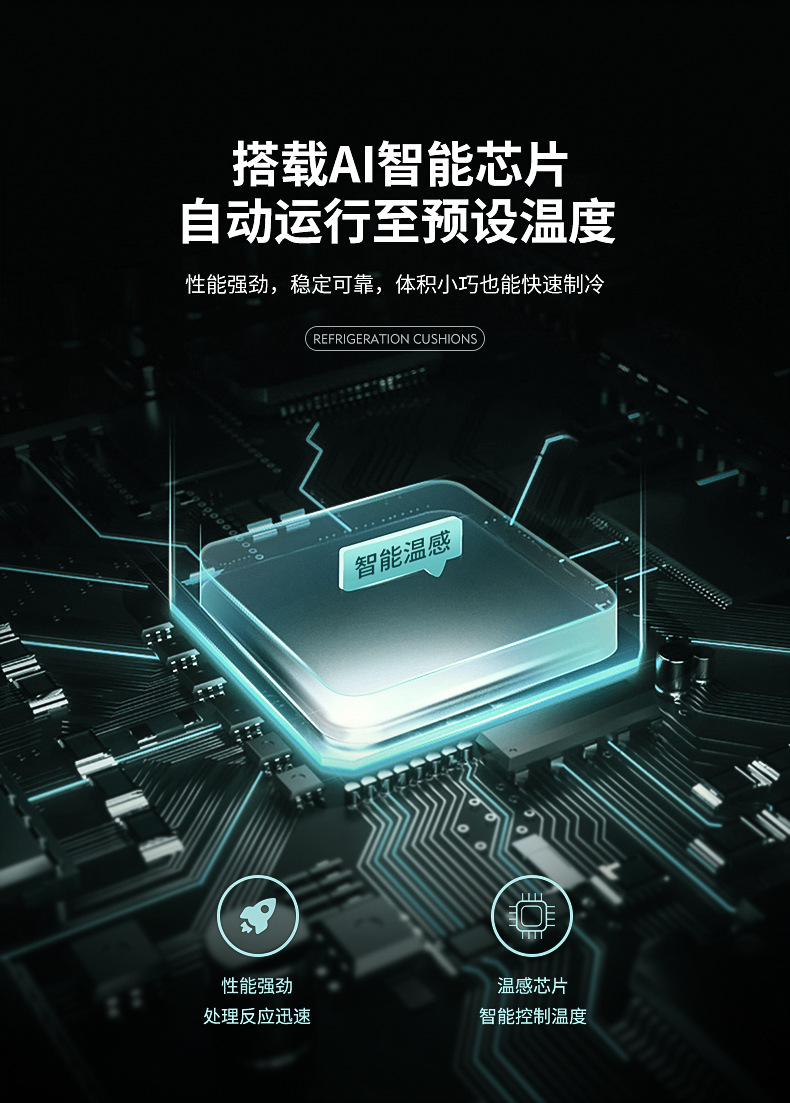 搭载AI智能芯片
自动运行至预设温度
性能强劲，稳定可靠，体积小巧也能快速制冷
REFRIGERATION CUSHIONS
智能温感
性能强劲
处理反应迅速
温感芯片
智能控制温度